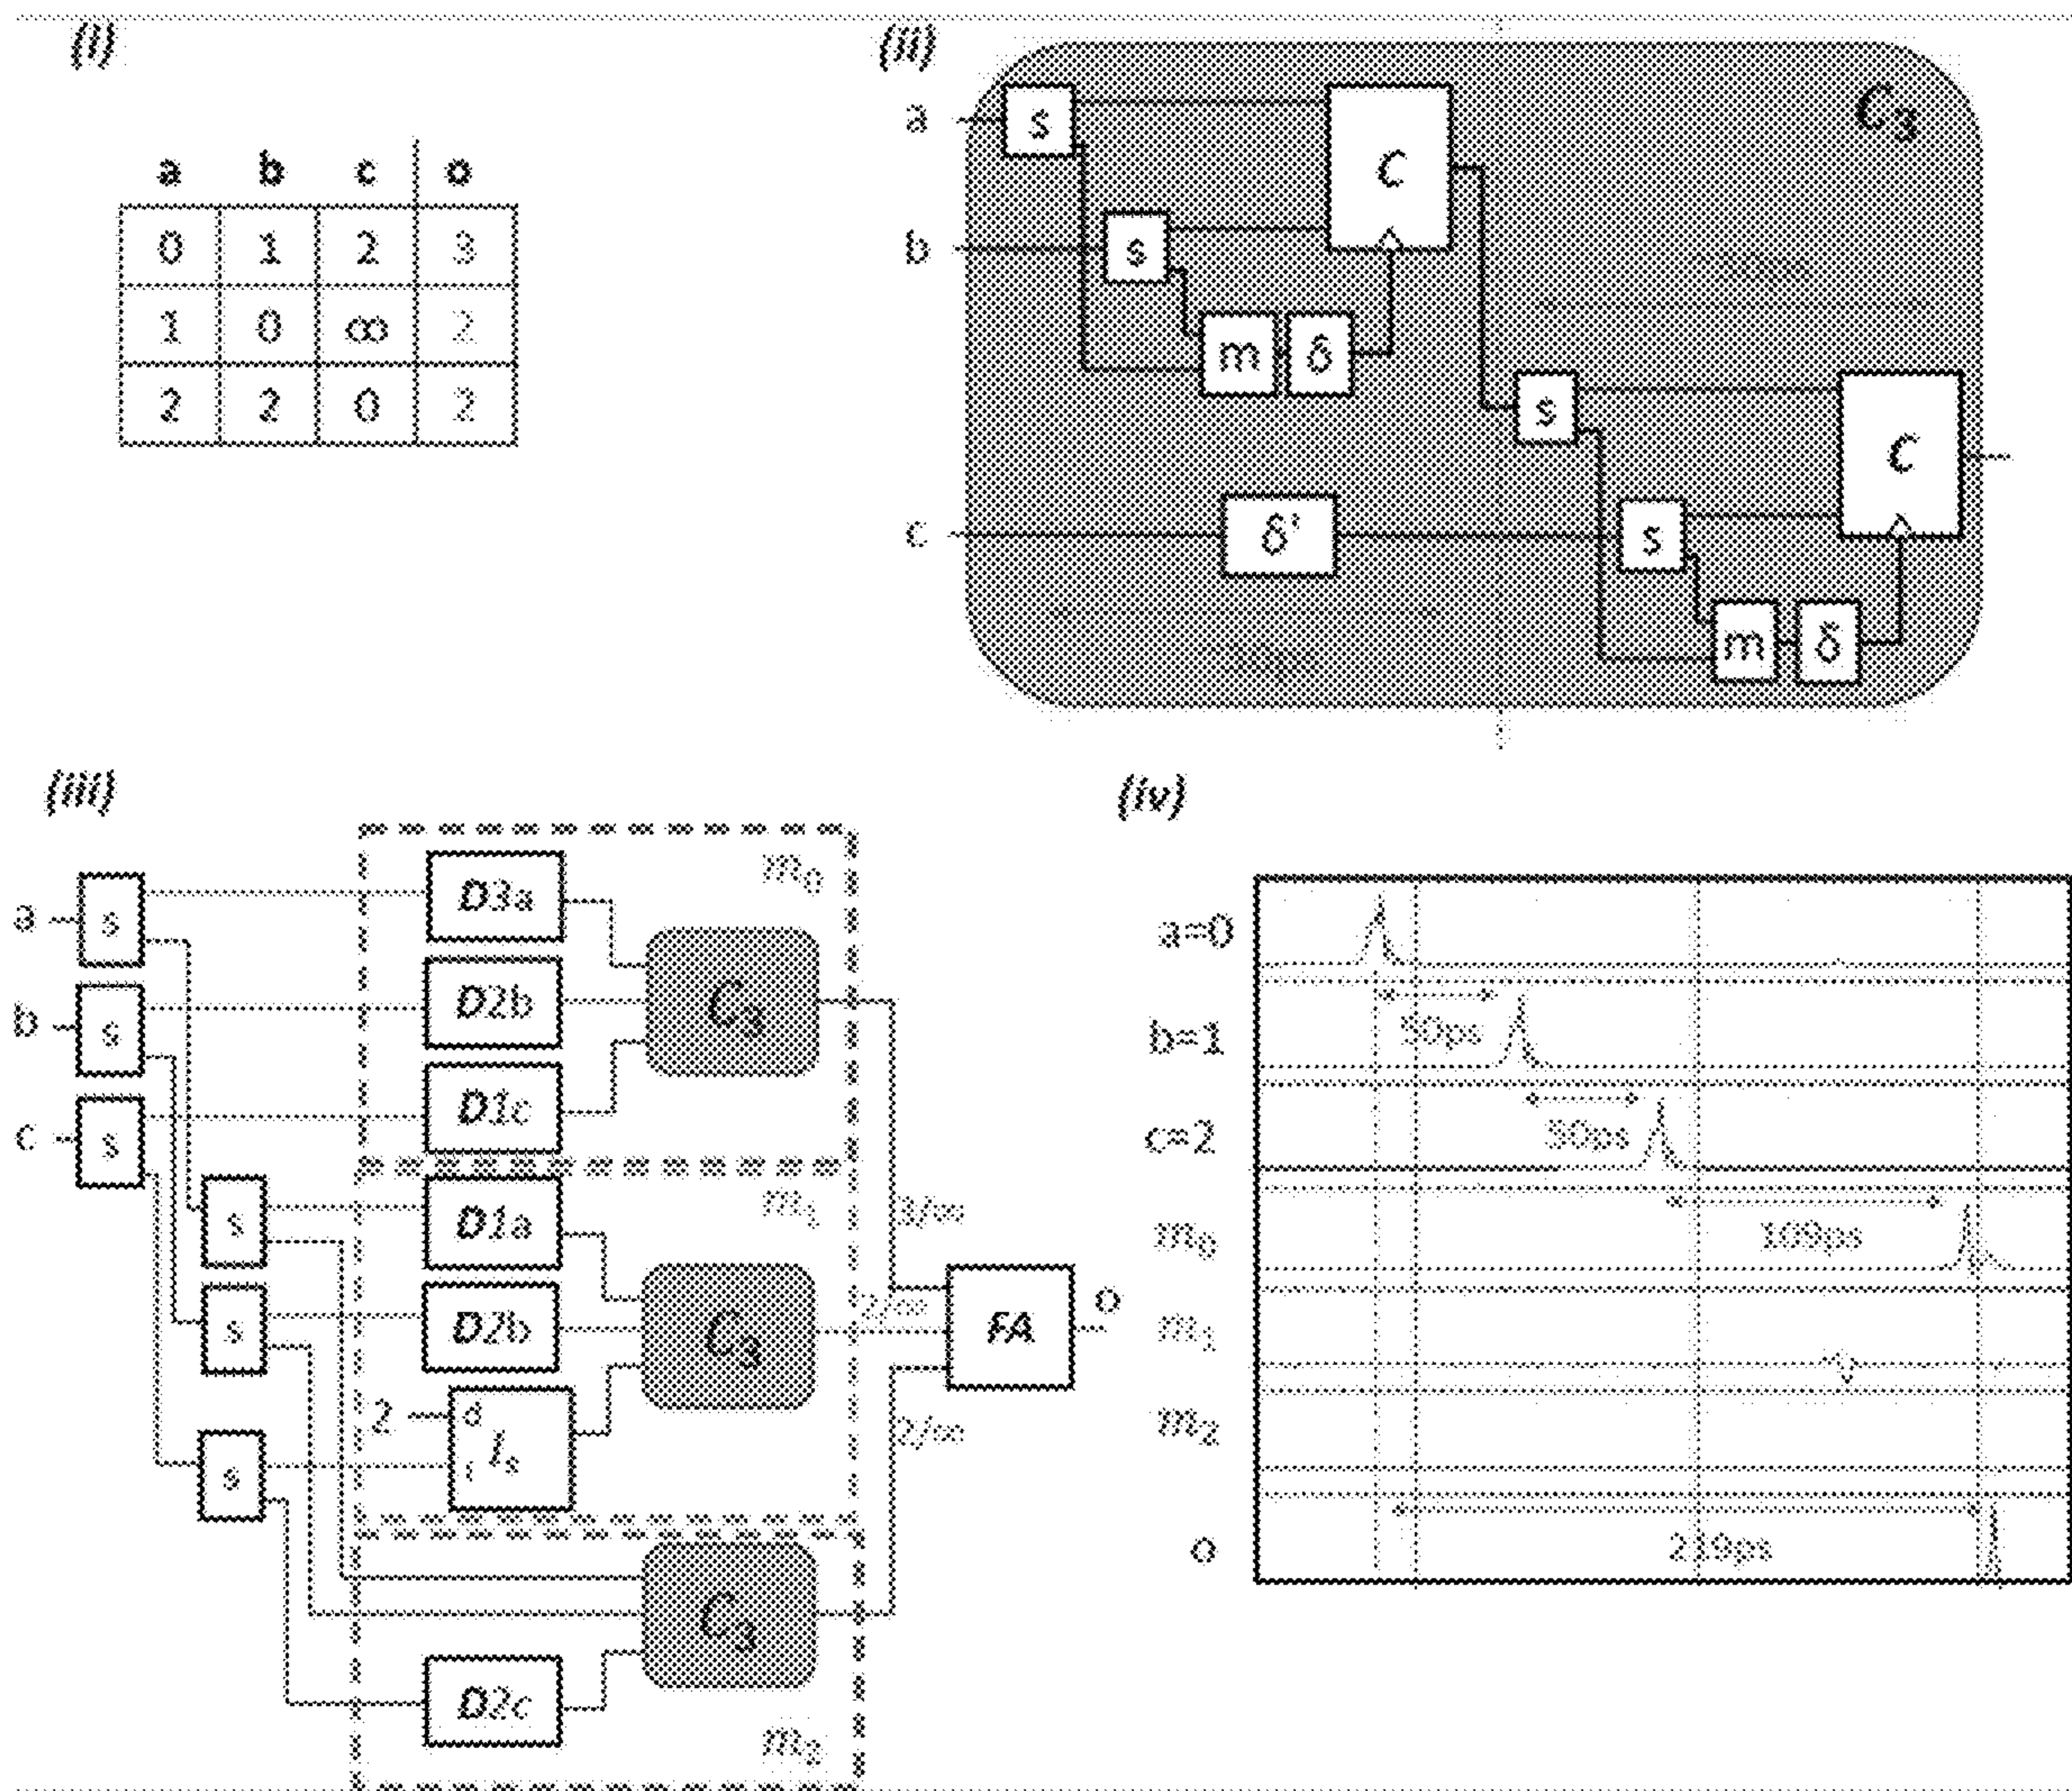 (i)
a b c o
0 1 2 3
1 0 ∞ 2
2 2 0 2
(ii)
C₃
a
s
C
b
s
m δ
s
C
c
δ'
s
m δ
(iii)
m₀
D3a
a
s
D2b
C₃
b
s
D1c
c
s
m₁
D1a
s
3/∞
D2b
C₃
2/∞
FA
o
s
2
d
i
Iₛ
2/∞
s
C₃
D2c
m₂
(iv)
a=0
50ps
b=1
50ps
c=2
109ps
m₀
m₁
m₂
219ps
o